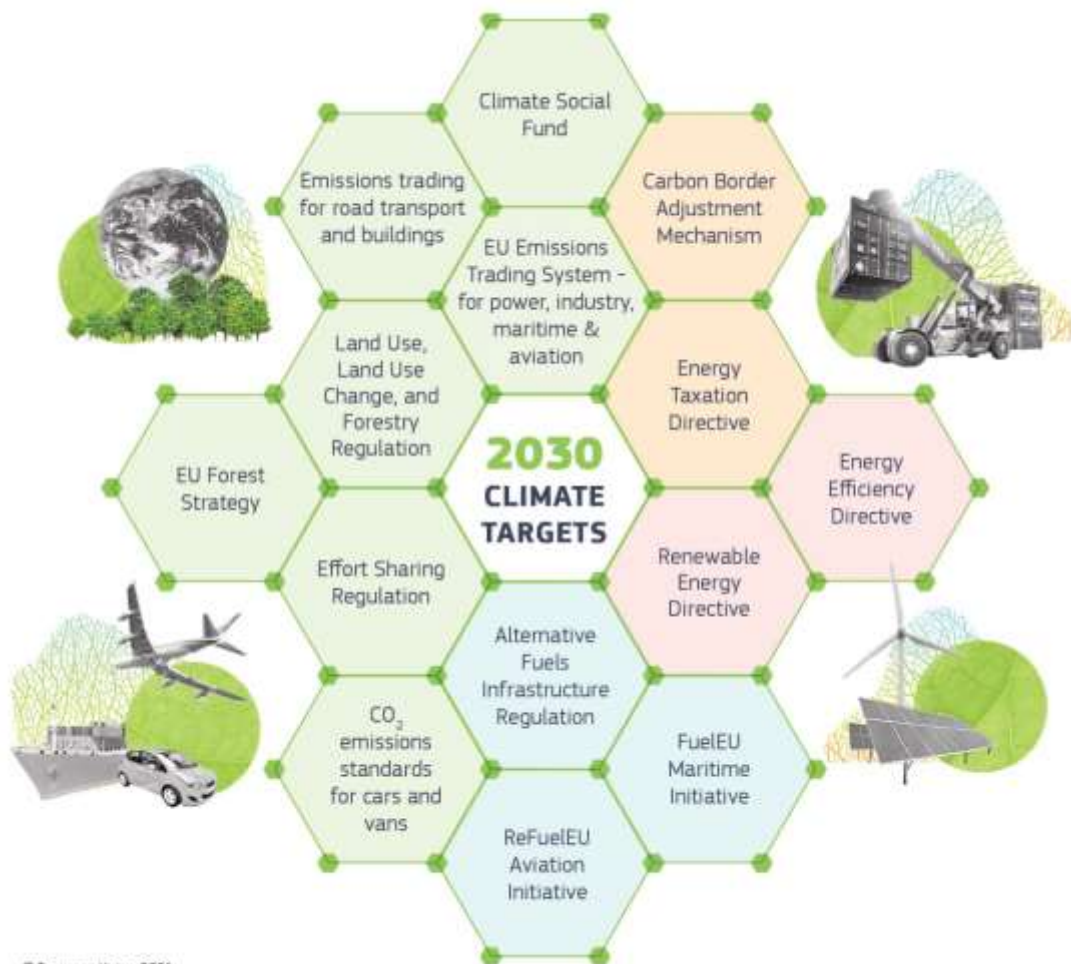 Climate Social
Fund
Emissions trading
for road transport
and buildings
Carbon Border
Adjustment
Mechanism
EU Emissions
Trading System –
for power, industry,
maritime &
aviation
Land Use,
Land Use
Change, and
Forestry
Regulation
Energy
Taxation
Directive
EU Forest
Strategy
2030
CLIMATE
TARGETS
Energy
Efficiency
Directive
Effort Sharing
Regulation
Renewable
Energy
Directive
Alternative
Fuels
Infrastructure
Regulation
CO₂
emissions
standards
for cars and
vans
FuelEU
Maritime
Initiative
ReFuelEU
Aviation
Initiative